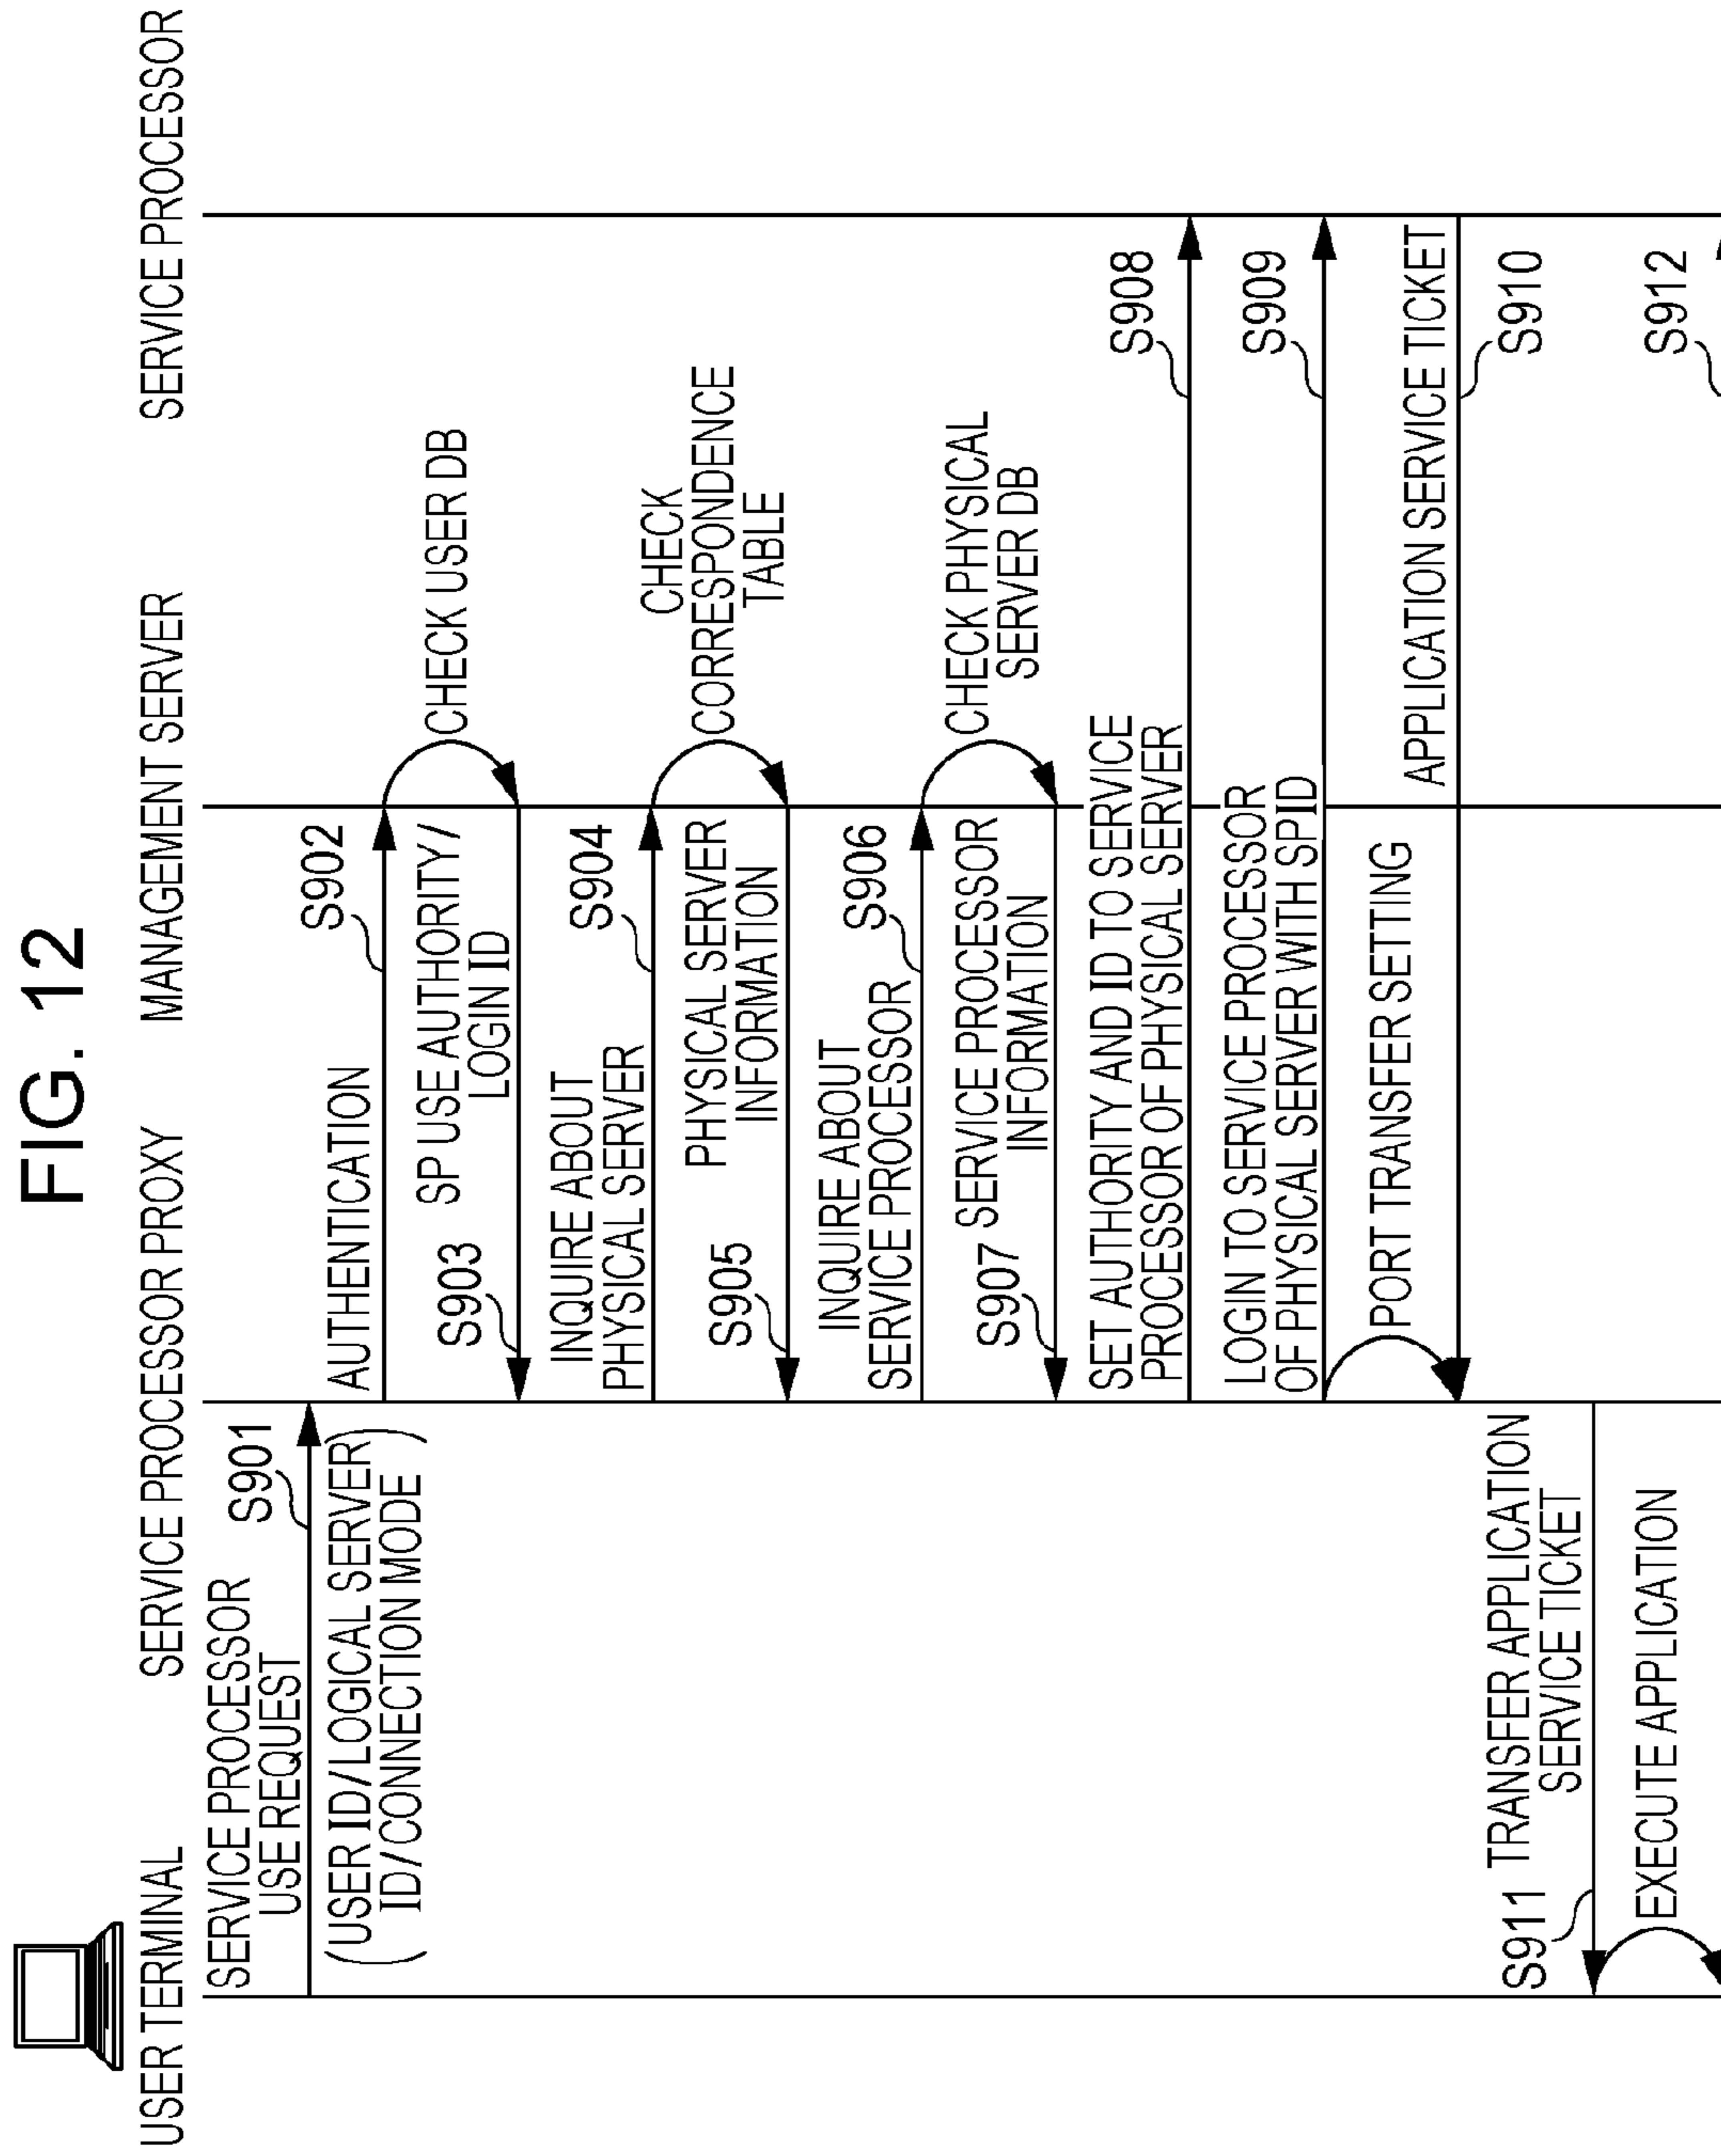 FIG. 12
USER TERMINAL
SERVICE PROCESSOR PROXY
MANAGEMENT SERVER
SERVICE PROCESSOR
SERVICE PROCESSOR
USE REQUEST
S901
(USER ID/LOGICAL SERVER
ID/CONNECTION MODE)
AUTHENTICATION
S902
CHECK USER DB
S903
SP USE AUTHORITY/
LOGIN ID
INQUIRE ABOUT
PHYSICAL SERVER
S904
CHECK
CORRESPONDENCE
TABLE
S905
PHYSICAL SERVER
INFORMATION
INQUIRE ABOUT
SERVICE PROCESSOR
S906
CHECK PHYSICAL
SERVER DB
S907
SERVICE PROCESSOR
INFORMATION
SET AUTHORITY AND ID TO SERVICE
PROCESSOR OF PHYSICAL SERVER
S908
LOGIN TO SERVICE PROCESSOR
OF PHYSICAL SERVER WITH SPID
S909
PORT TRANSFER SETTING
APPLICATION SERVICE TICKET
S910
S911
TRANSFER APPLICATION
SERVICE TICKET
EXECUTE APPLICATION
S912